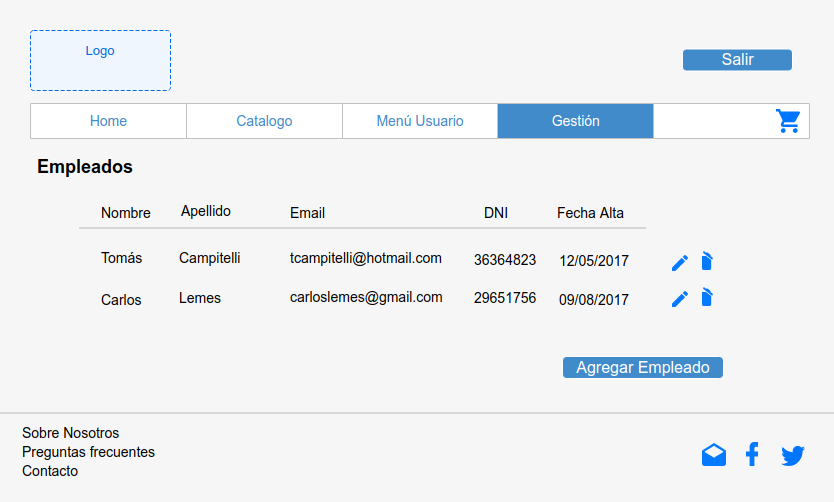 Logo
Salir
Home Catalogo Menú Usuario Gestión
Empleados
Nombre Apellido Email DNI Fecha Alta
Tomás Campitelli tcampitelli@hotmail.com 36364823 12/05/2017
Carlos Lemes carloslemes@gmail.com 29651756 09/08/2017
Agregar Empleado
Sobre Nosotros
Preguntas frecuentes
Contacto